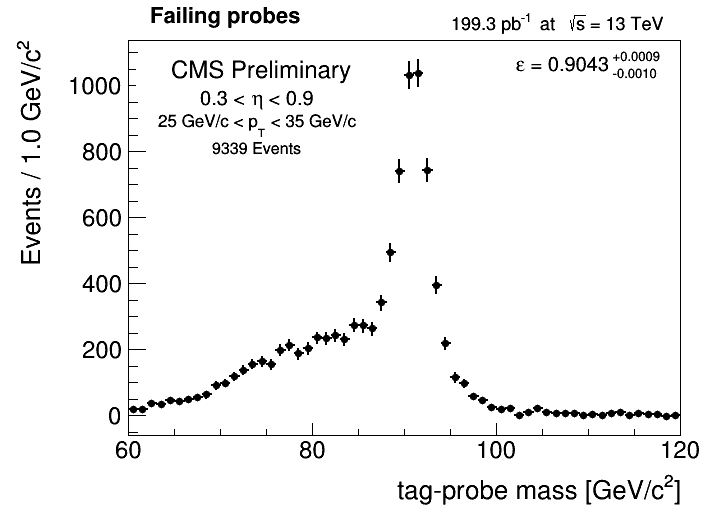 Failing probes
199.3 pb⁻¹ at √s = 13 TeV
CMS Preliminary
0.3 < η < 0.9
25 GeV/c < p_T < 35 GeV/c
9339 Events
ε = 0.9043 +0.0009 -0.0010
Events / 1.0 GeV/c²
1000
800
600
400
200
0
60 80 100 120
tag-probe mass [GeV/c²]